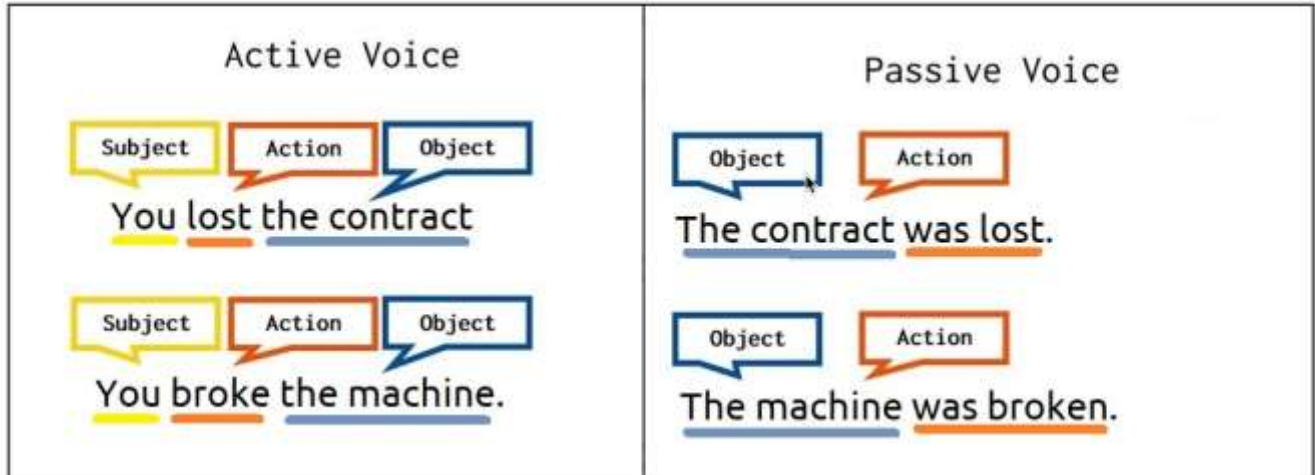 Active Voice
Subject Action Object
You lost the contract
Subject Action Object
You broke the machine.
Passive Voice
Object Action
The contract was lost.
Object Action
The machine was broken.